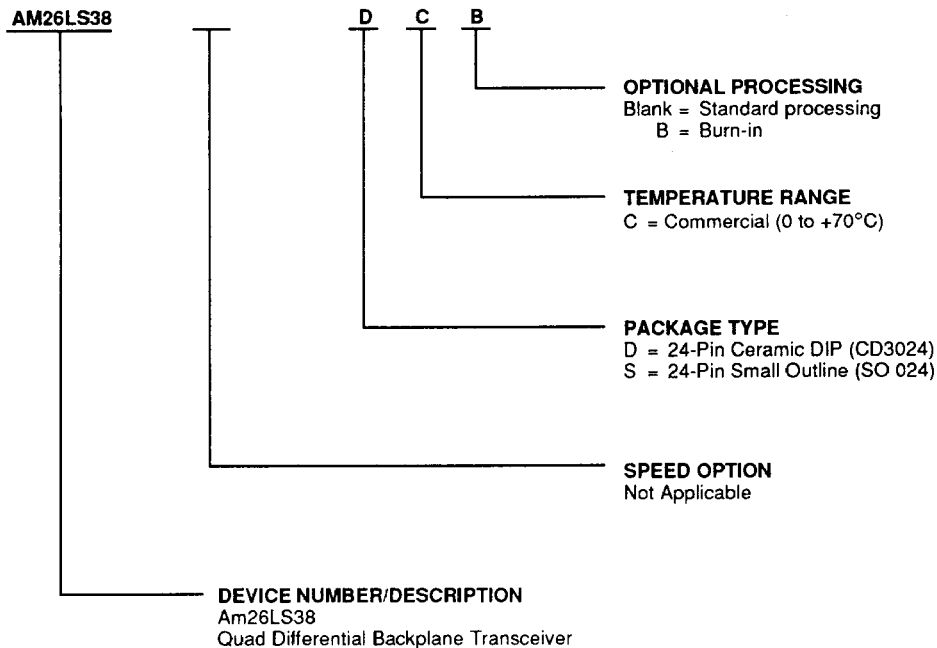 AM26LS38 D C B
OPTIONAL PROCESSING
Blank = Standard processing
B = Burn-in
TEMPERATURE RANGE
C = Commercial (0 to +70°C)
PACKAGE TYPE
D = 24-Pin Ceramic DIP (CD3024)
S = 24-Pin Small Outline (SO 024)
SPEED OPTION
Not Applicable
DEVICE NUMBER/DESCRIPTION
Am26LS38
Quad Differential Backplane Transceiver